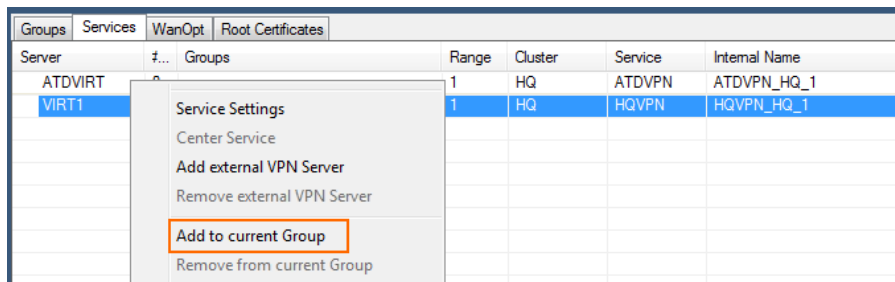 Groups Services WanOpt Root Certificates
Server #... Groups Range Cluster Service Internal Name
ATDVIRT 1 HQ ATDVPN ATDVPN_HQ_1
VIRT1 1 HQ HQVPN HQVPN_HQ_1
Service Settings
Center Service
Add external VPN Server
Remove external VPN Server
Add to current Group
Remove from current Group